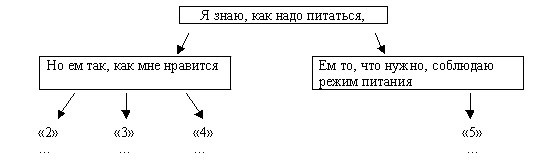 Я знаю, как надо питаться,
Но ем так, как мне нравится
Ем то, что нужно, соблюдаю
режим питания
«2» «3» «4» «5»
... ... ... ...